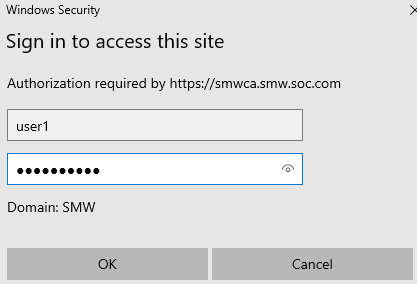 Windows Security
Sign in to access this site
Authorization required by https://smwca.smw.soc.com
user1
●●●●●●●●●●
Domain: SMW
OK
Cancel